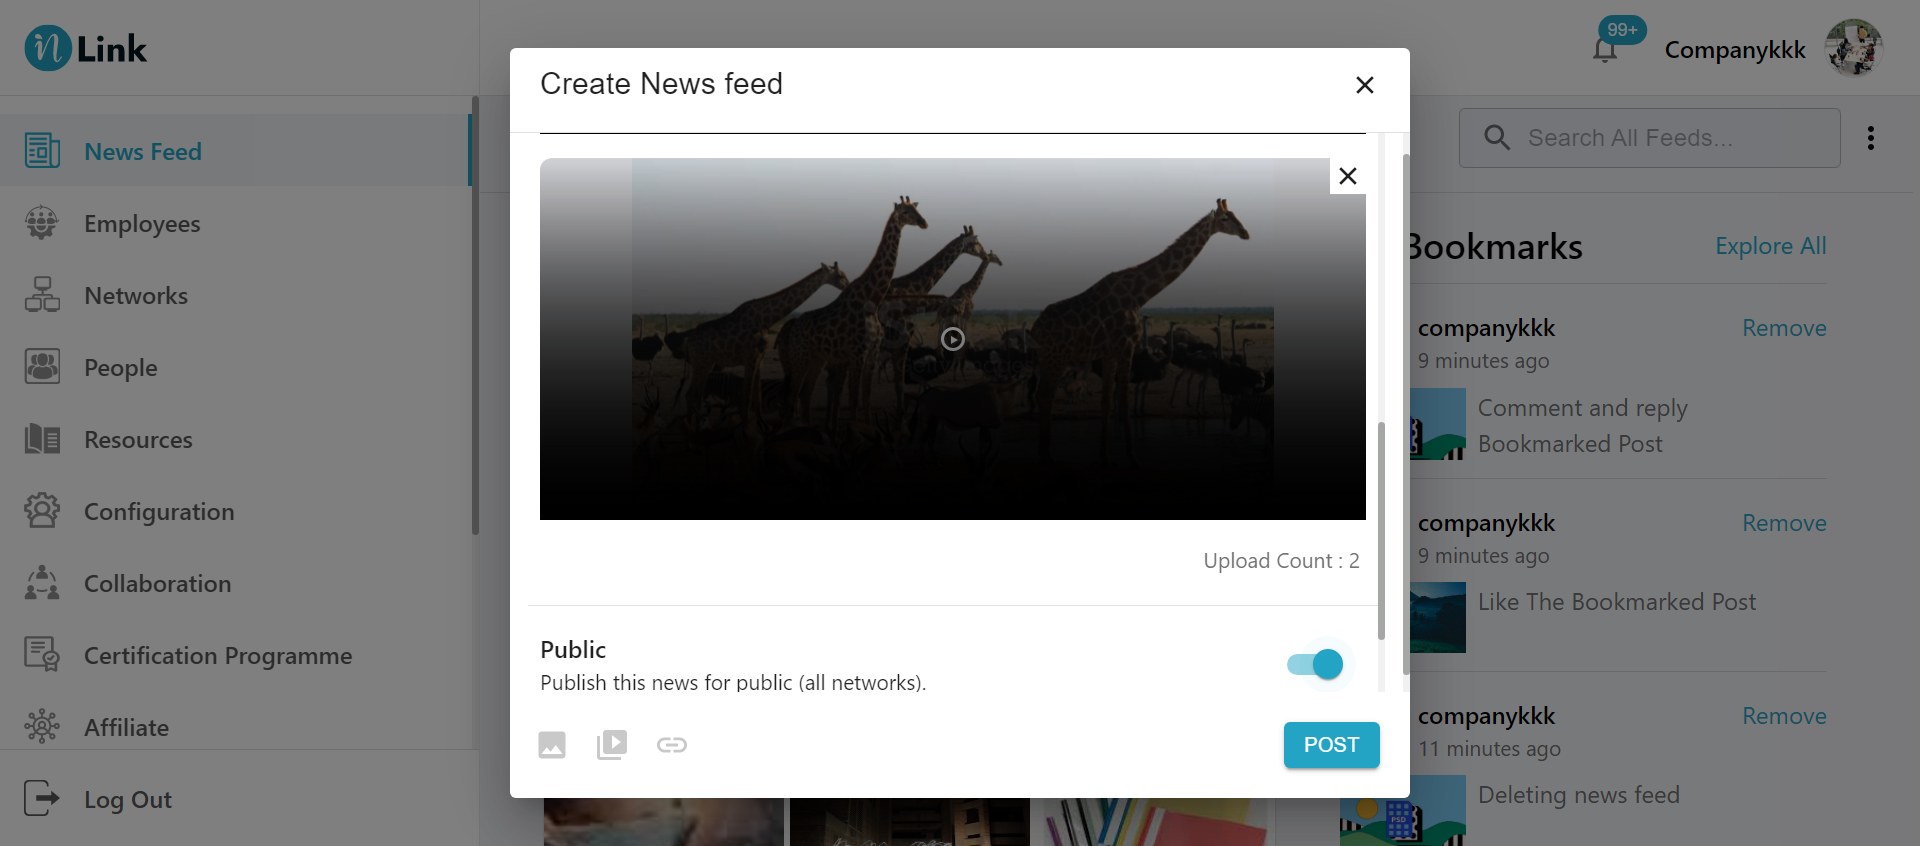 n Link
99+
Companykkk
Create News feed
Search All Feeds...
News Feed
Employees
Networks
People
Resources
Configuration
Collaboration
Certification Programme
Affiliate
Log Out
Upload Count : 2
Public
Publish this news for public (all networks).
POST
Bookmarks
Explore All
companykkk
Remove
9 minutes ago
Comment and reply
Bookmarked Post
companykkk
Remove
9 minutes ago
Like The Bookmarked Post
companykkk
Remove
11 minutes ago
Deleting news feed
PSD